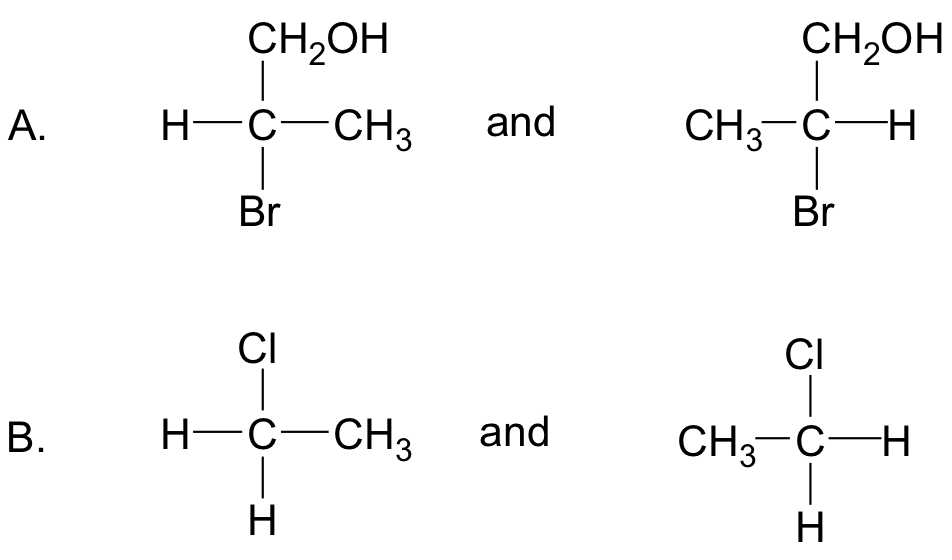 CH₂OH CH₂OH
A. H—C—CH₃ and CH₃—C—H
Br Br
Cl Cl
B. H—C—CH₃ and CH₃—C—H
H H